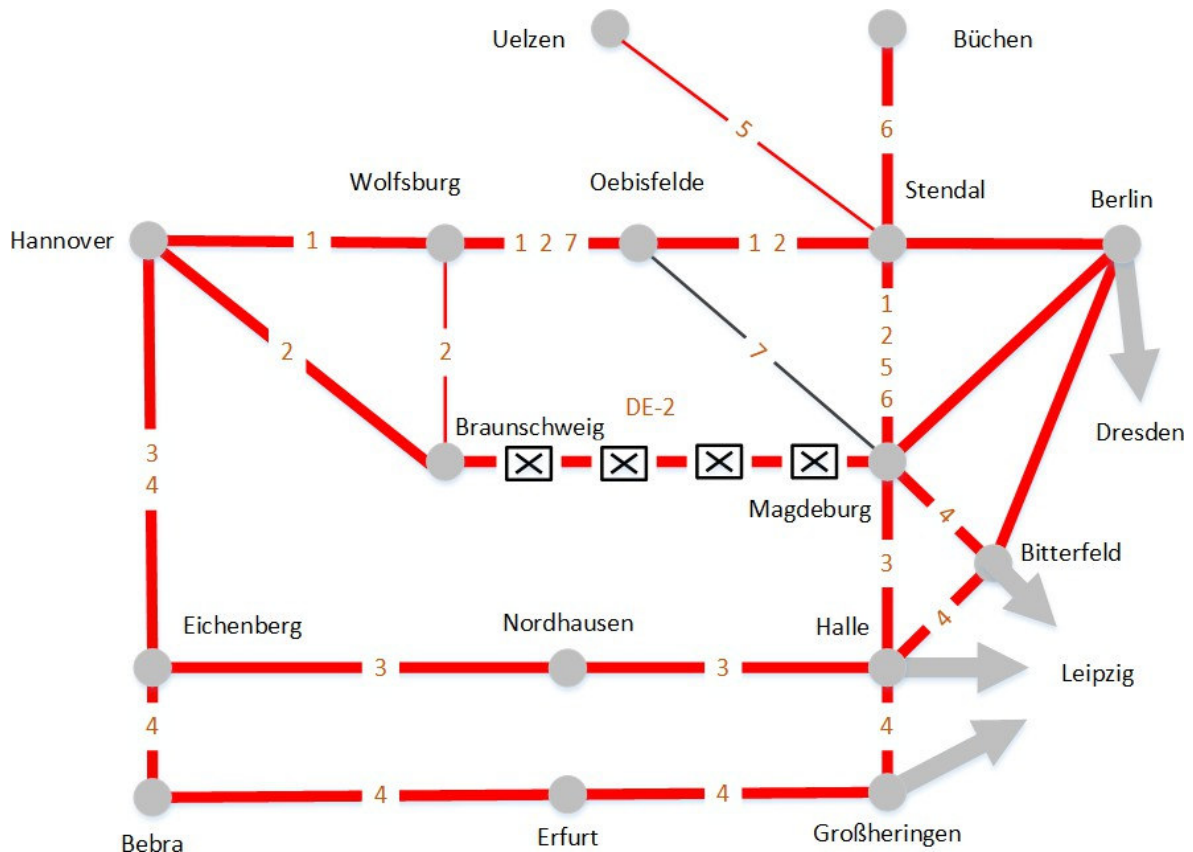 Uelzen
Büchen
5
6
Wolfsburg
Oebisfelde
Stendal
Berlin
Hannover
1
1 2 7
1 2
1
2
5
6
2
2
7
DE-2
Braunschweig
Dresden
3
4
Magdeburg
4
Bitterfeld
3
4
Eichenberg
Nordhausen
Halle
3
3
Leipzig
4
4
4
4
Bebra
Erfurt
Großheringen